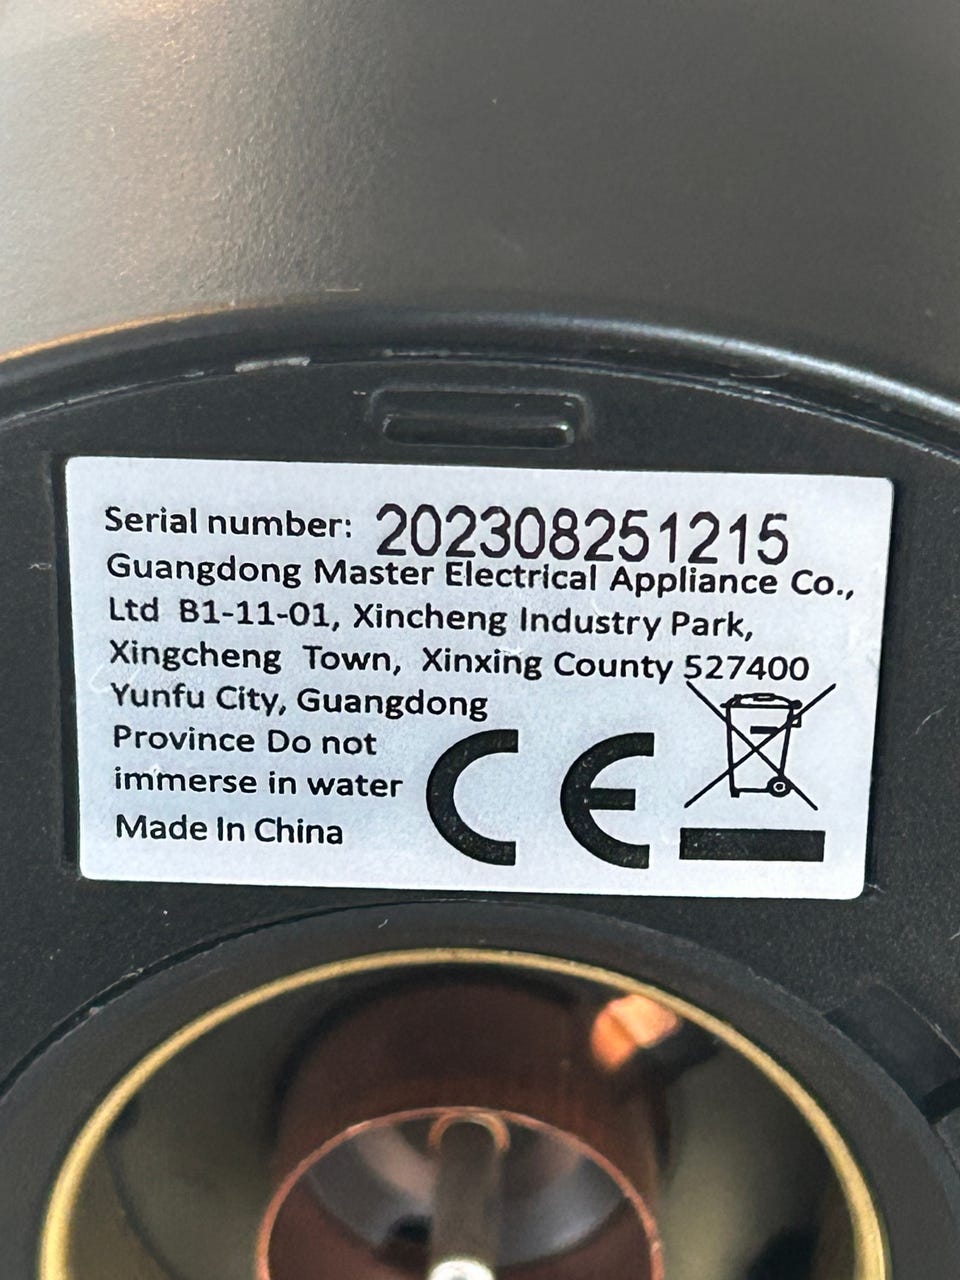 Serial number: 202308251215
Guangdong Master Electrical Appliance Co.,
Ltd B1-11-01, Xincheng Industry Park,
Xingcheng Town, Xinxing County 527400
Yunfu City, Guangdong
Province Do not
immerse in water
Made In China
CE